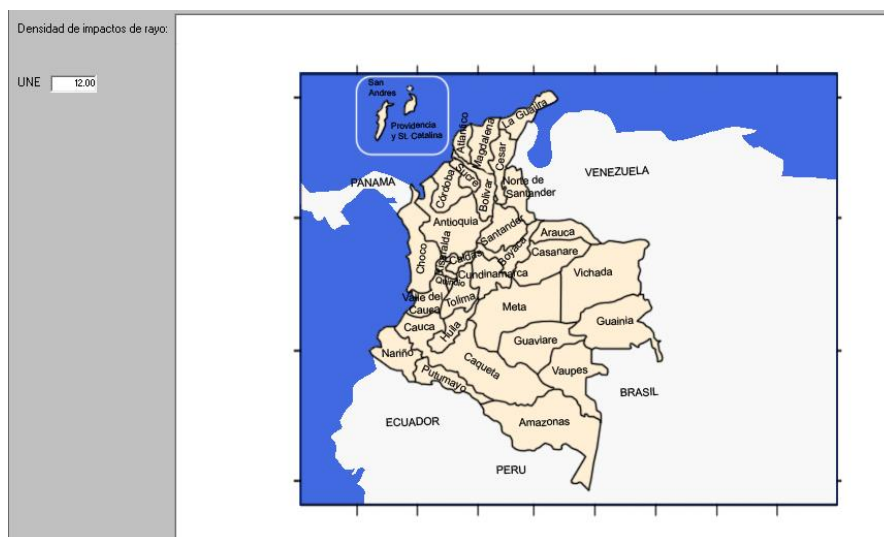 Densidad de impactos de rayo:
UNE 12.00
San
Andres
Providencia
y St. Catalina
La Guatira
Atlantico
Magdalena
Cesar
PANAMA
VENEZUELA
Cordoba
Sucre
Bolivar
Norte de
Santander
Antioquia
Santander
Arauca
Boyaca
Casanare
Choco
Risaralda
Caldas
Cundinamarca
Vichada
Quindio
Valle del
Cauca
Tolima
Meta
Cauca
Huila
Guainia
Nariño
Guaviare
Caqueta
Vaupes
Putumayo
BRASIL
ECUADOR
Amazonas
PERU